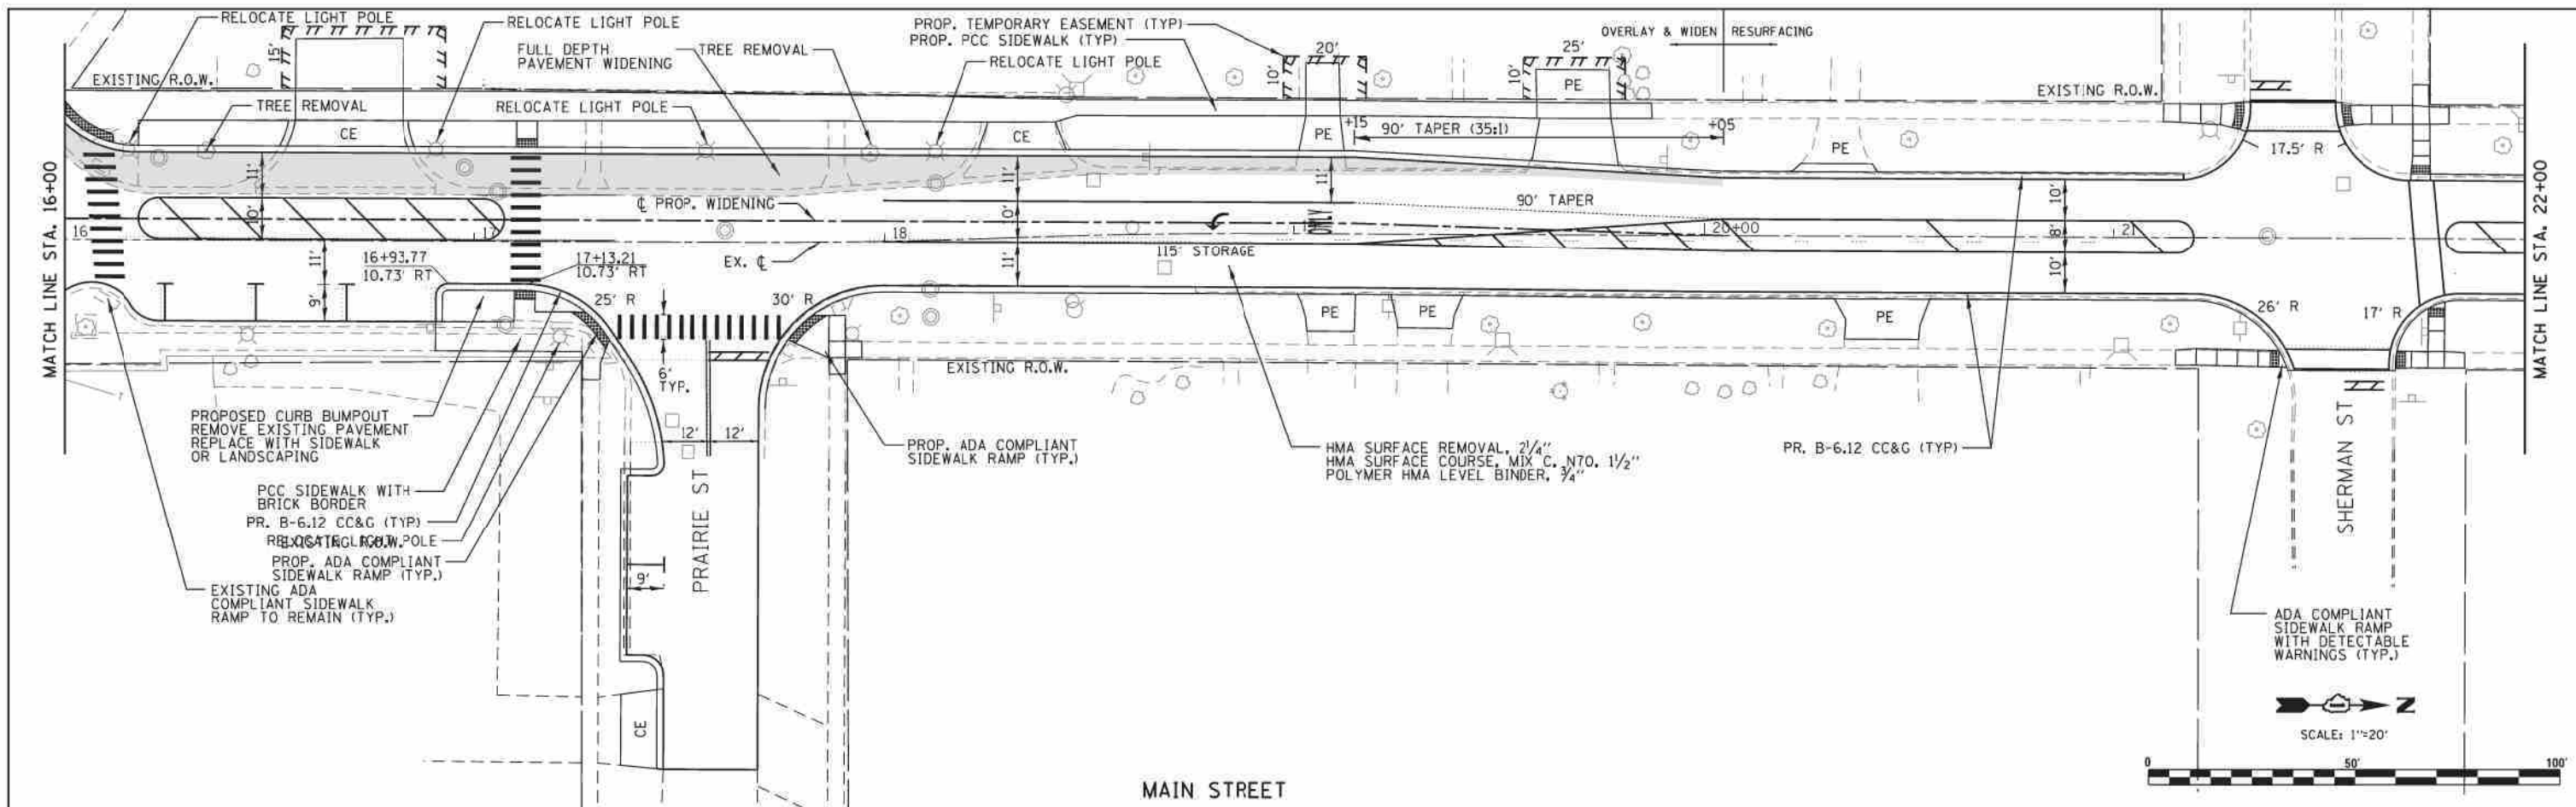 RELOCATE LIGHT POLE
RELOCATE LIGHT POLE
PROP. TEMPORARY EASEMENT (TYP)
PROP. PCC SIDEWALK (TYP)
OVERLAY & WIDEN
RESURFACING
15'
FULL DEPTH
PAVEMENT WIDENING
TREE REMOVAL
RELOCATE LIGHT POLE
20'
10'
25'
10'
PE
EXISTING R.O.W.
EXISTING R.O.W.
TREE REMOVAL
RELOCATE LIGHT POLE
CE
CE
PE
+15
90' TAPER (35:1)
+05
PE
17.5' R
MATCH LINE STA. 16+00
MATCH LINE STA. 22+00
11'
11'
11'
10'
℄ PROP. WIDENING
90' TAPER
10'
10'
ONLY
16
17
18
20+00
21
8'
11'
16+93.77
10.73' RT
17+13.21
10.73' RT
EX. ℄
11'
115' STORAGE
10'
9'
25' R
30' R
PE
PE
PE
26' R
17' R
6'
TYP.
EXISTING R.O.W.
PROPOSED CURB BUMPOUT
REMOVE EXISTING PAVEMENT
REPLACE WITH SIDEWALK
OR LANDSCAPING
12'
12'
PROP. ADA COMPLIANT
SIDEWALK RAMP (TYP.)
HMA SURFACE REMOVAL, 2¼"
HMA SURFACE COURSE, MIX C, N70, 1½"
POLYMER HMA LEVEL BINDER, ¾"
PR. B-6.12 CC&G (TYP)
PCC SIDEWALK WITH
BRICK BORDER
PR. B-6.12 CC&G (TYP)
RELOCATE LIGHT POLE
EXISTING R.O.W.
PROP. ADA COMPLIANT
SIDEWALK RAMP (TYP.)
EXISTING ADA
COMPLIANT SIDEWALK
RAMP TO REMAIN (TYP.)
9'
PRAIRIE ST
SHERMAN ST
ADA COMPLIANT
SIDEWALK RAMP
WITH DETECTABLE
WARNINGS (TYP.)
CE
N
SCALE: 1"=20'
0
50'
100'
MAIN STREET